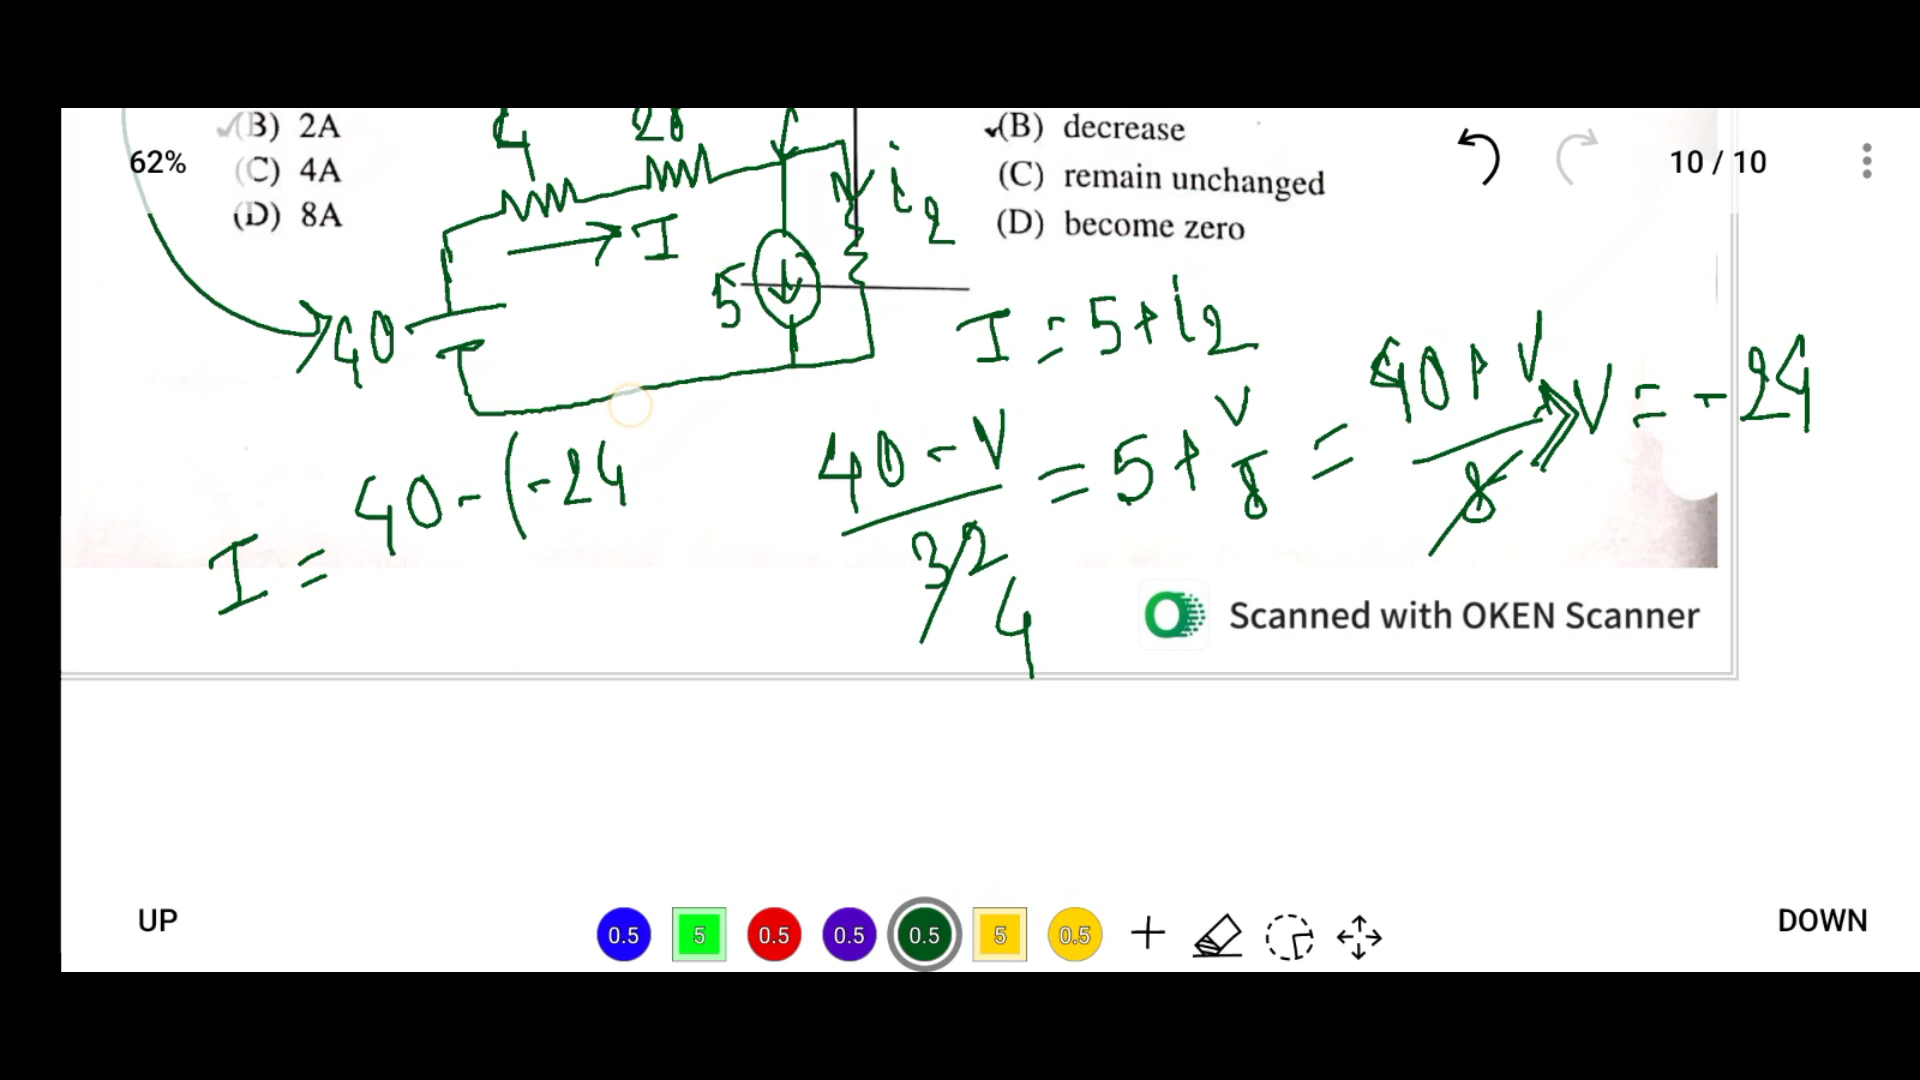 62%
(B) 2A
(C) 4A
(D) 8A
4
28
I
i2
40
5
(B) decrease
(C) remain unchanged
(D) become zero
10 / 10
I = 5 + i2
40 - V / 32 = 5 + V / 8 = 40 + V / 8
4
V = -24
I = 40 - (-24
Scanned with OKEN Scanner
UP
0.5 5 0.5 0.5 0.5 5 0.5
DOWN